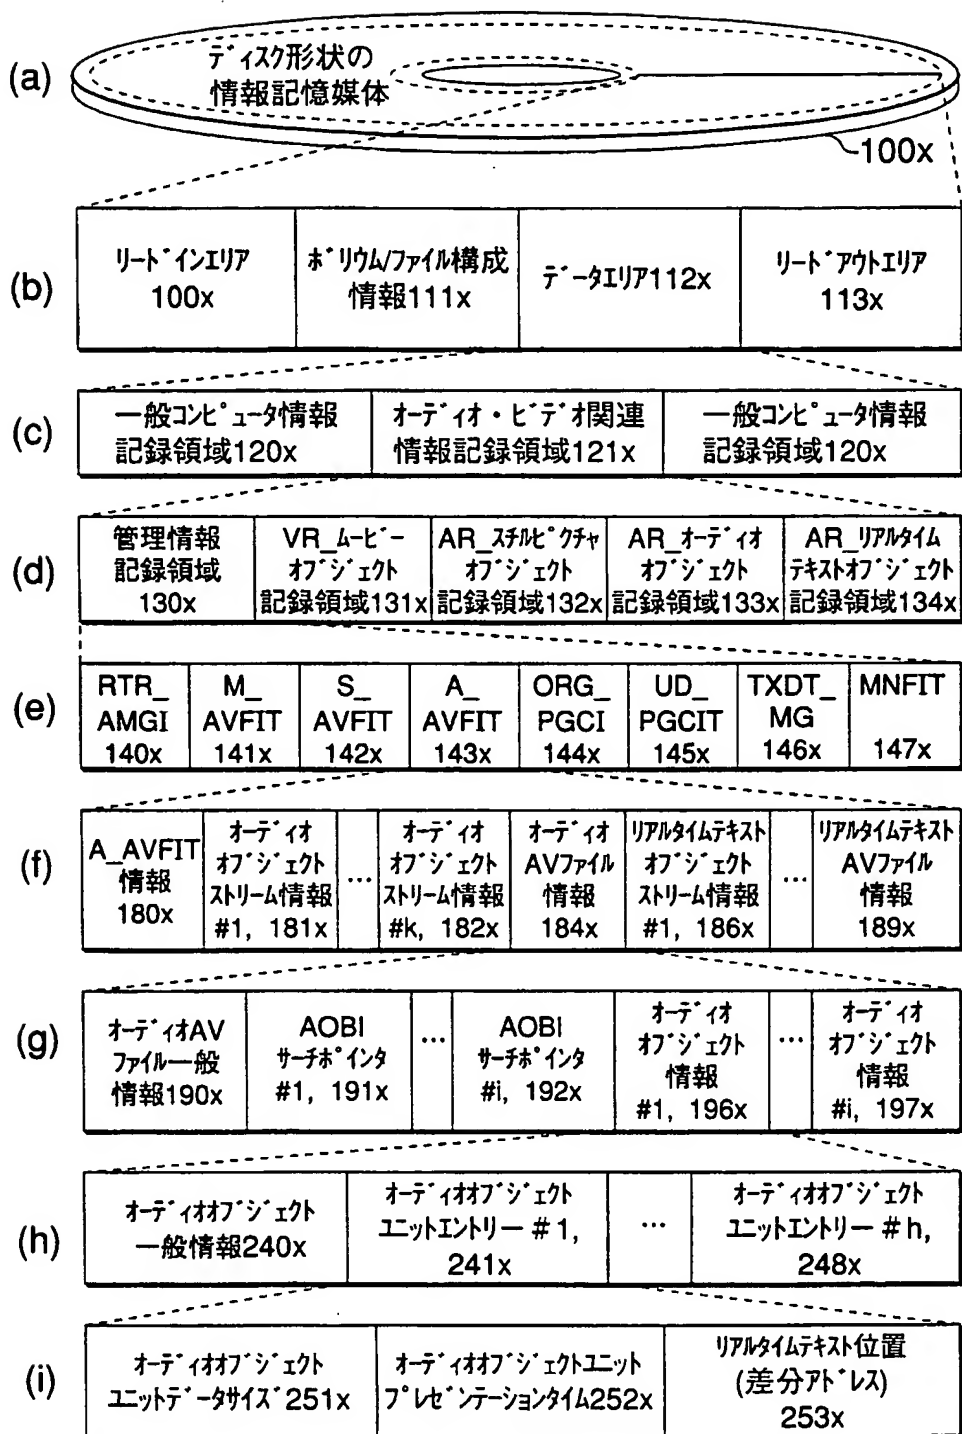 (a)
ディスク形状の
情報記憶媒体
100x
(b)
リードインエリア
100x
ボリウム/ファイル構成
情報111x
データエリア112x
リードアウトエリア
113x
(c)
一般コンピュータ情報
記録領域120x
オーディオ・ビデオ関連
情報記録領域121x
一般コンピュータ情報
記録領域120x
(d)
管理情報
記録領域
130x
VR_ムービー
オブジェクト
記録領域131x
AR_スチルピクチャ
オブジェクト
記録領域132x
AR_オーディオ
オブジェクト
記録領域133x
AR_リアルタイム
テキストオブジェクト
記録領域134x
(e)
RTR_
AMGI
140x
M_
AVFIT
141x
S_
AVFIT
142x
A_
AVFIT
143x
ORG_
PGCI
144x
UD_
PGCIT
145x
TXDT_
MG
146x
MNFIT
147x
(f)
A_AVFIT
情報
180x
オーディオ
オブジェクト
ストリーム情報
#1, 181x
…
オーディオ
オブジェクト
ストリーム情報
#k, 182x
オーディオ
AVファイル
情報
184x
リアルタイムテキスト
オブジェクト
ストリーム情報
#1, 186x
…
リアルタイムテキスト
AVファイル
情報
189x
(g)
オーディオAV
ファイル一般
情報190x
AOBI
サーチポインタ
#1, 191x
…
AOBI
サーチポインタ
#i, 192x
オーディオ
オブジェクト
情報
#1, 196x
…
オーディオ
オブジェクト
情報
#i, 197x
(h)
オーディオオブジェクト
一般情報240x
オーディオオブジェクト
ユニットエントリー #1,
241x
…
オーディオオブジェクト
ユニットエントリー #h,
248x
(i)
オーディオオブジェクト
ユニットデータサイズ251x
オーディオオブジェクトユニット
プレゼンテーションタイム252x
リアルタイムテキスト位置
(差分アドレス)
253x